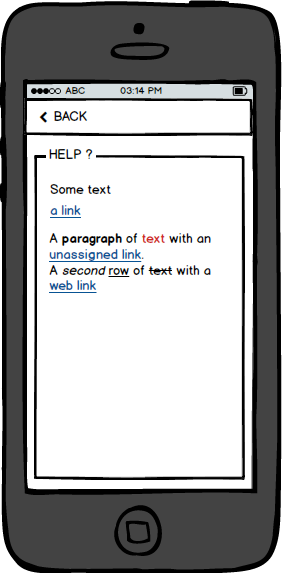 ABC 03:14 PM
BACK
HELP ?
Some text
a link
A paragraph of text with an
unassigned link.
A second row of text with a
web link